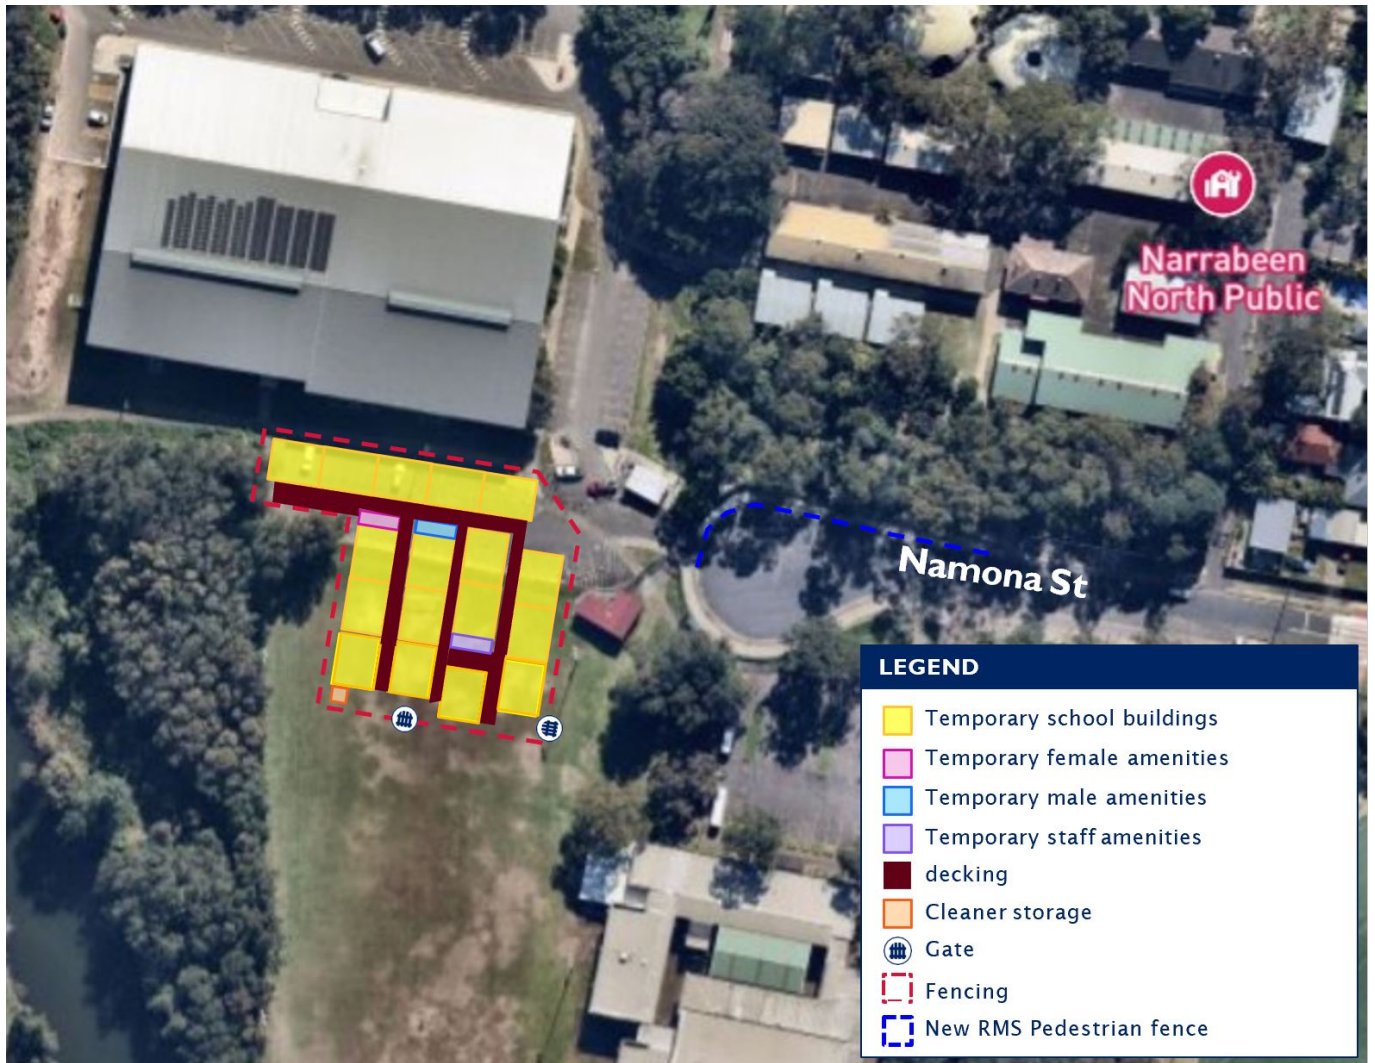 Narrabeen
North Public
Namona St
LEGEND
Temporary school buildings
Temporary female amenities
Temporary male amenities
Temporary staff amenities
decking
Cleaner storage
Gate
Fencing
New RMS Pedestrian fence